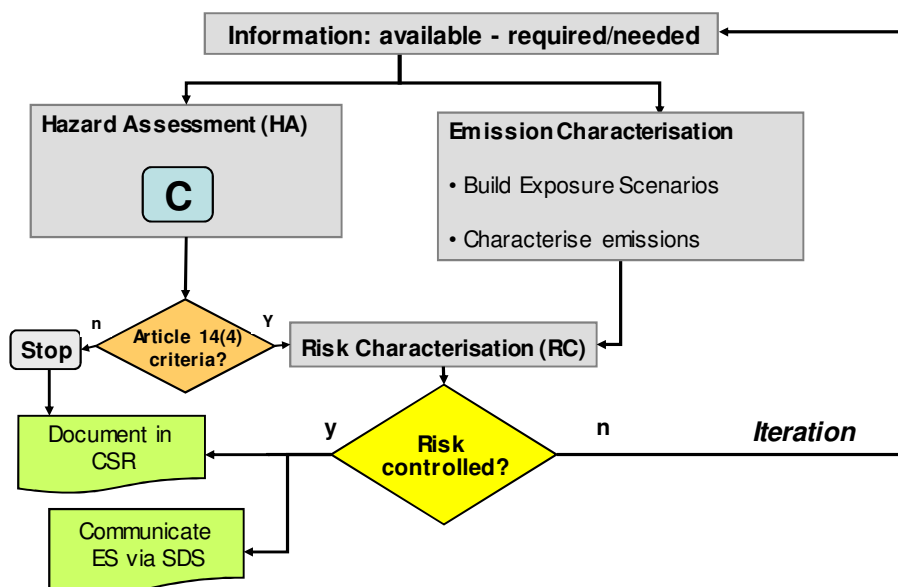 Information: available - required/needed
Hazard Assessment (HA)
C
Emission Characterisation
• Build Exposure Scenarios
• Characterise emissions
n
Article 14(4)
criteria?
Y
Stop
Risk Characterisation (RC)
Document in
CSR
y
Risk
controlled?
n
Iteration
Communicate
ES via SDS